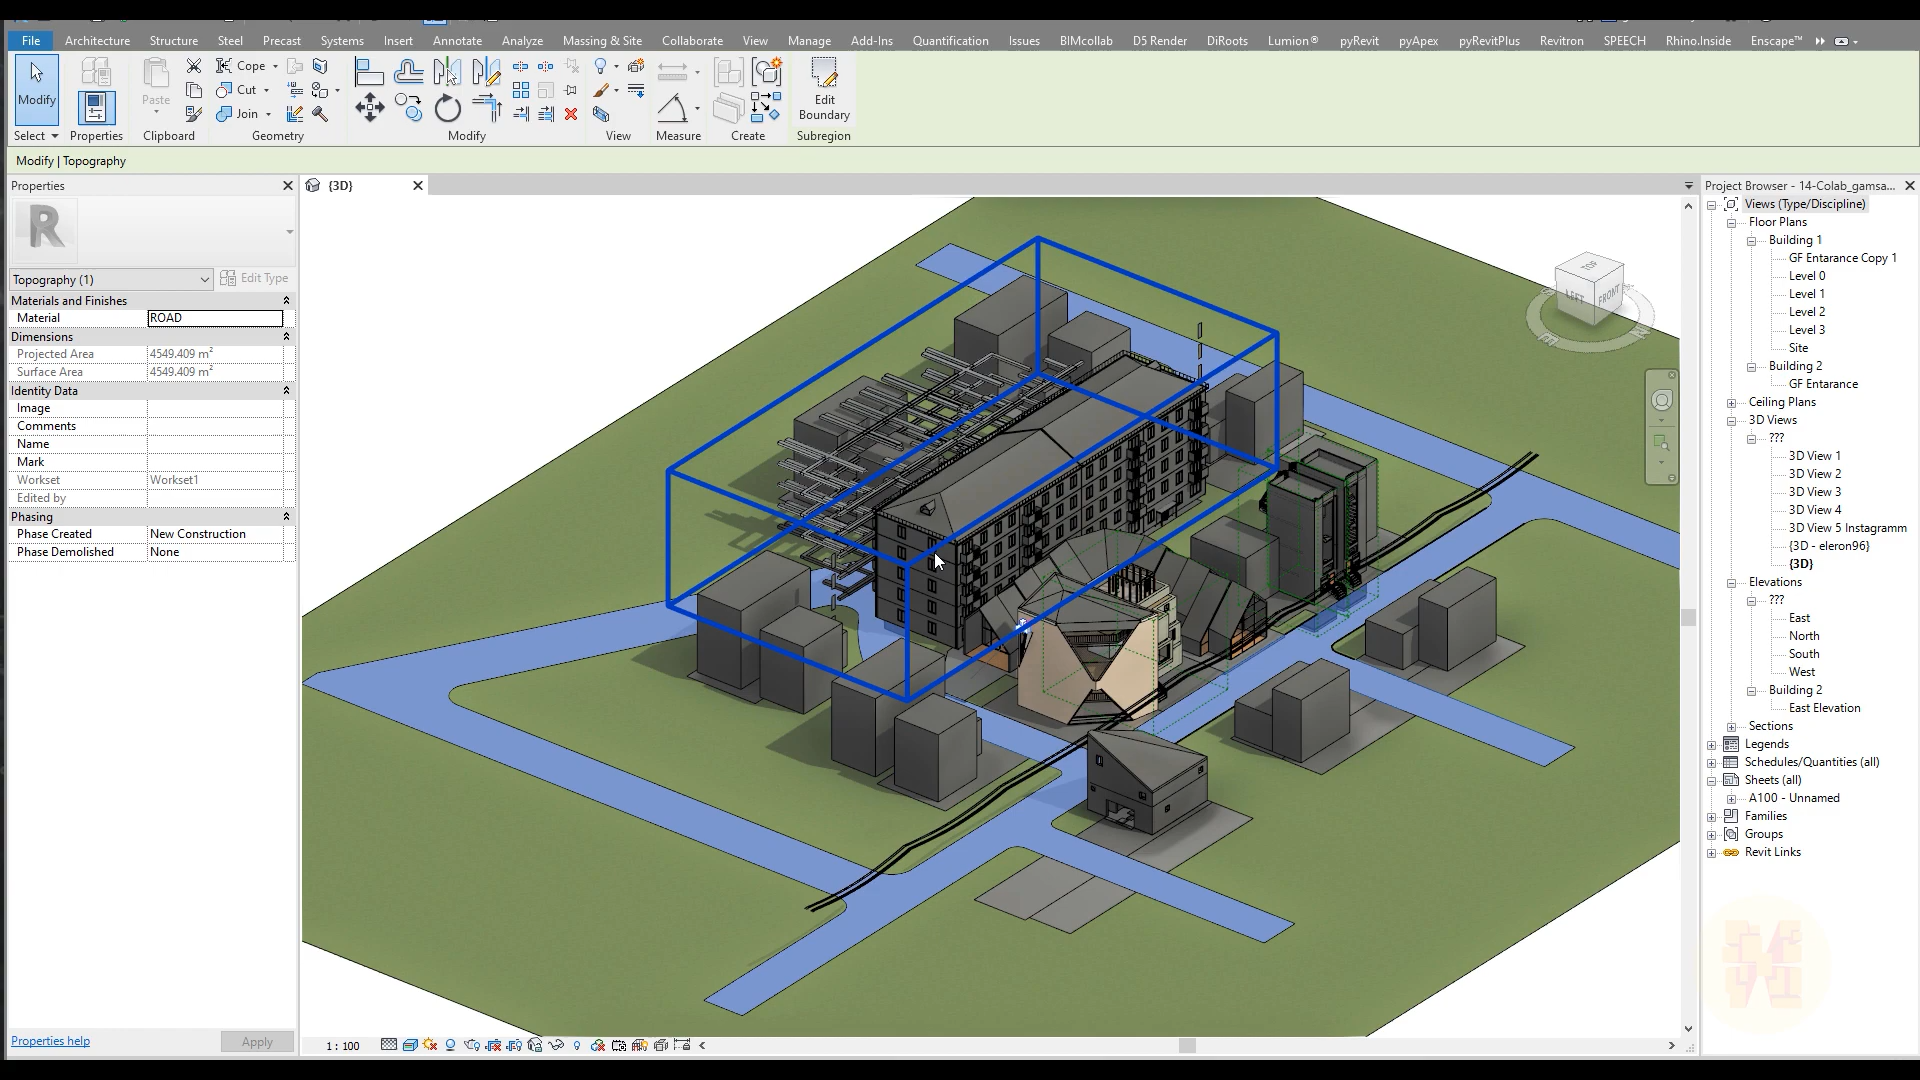 File Architecture Structure Steel Precast Systems Insert Annotate Analyze Massing & Site Collaborate View Manage Add-Ins Quantification Issues BIMcollab D5 Render DiRoots Lumion® pyRevit pyApex pyRevitPlus Revitron SPEECH Rhino.Inside Enscape™
Cope
Modify Paste Cut Edit
Join Boundary
Select Properties Clipboard Geometry Modify View Measure Create Subregion
Modify | Topography
Properties
{3D}
Project Browser - 14-Colab_gamsa...
R
Topography (1)
Edit Type
Materials and Finishes
Material ROAD
Dimensions
Projected Area 4549.409 m²
Surface Area 4549.409 m²
Identity Data
Image
Comments
Name
Mark
Workset Workset1
Edited by
Phasing
Phase Created New Construction
Phase Demolished None
Properties help
Apply
TOP
LEFT
FRONT
1 : 100
Views (Type/Discipline)
Floor Plans
Building 1
GF Entarance Copy 1
Level 0
Level 1
Level 2
Level 3
Site
Building 2
GF Entarance
Ceiling Plans
3D Views
???
3D View 1
3D View 2
3D View 3
3D View 4
3D View 5 Instagramm
{3D - eleron96}
{3D}
Elevations
???
East
North
South
West
Building 2
East Elevation
Sections
Legends
Schedules/Quantities (all)
Sheets (all)
A100 - Unnamed
Families
Groups
Revit Links